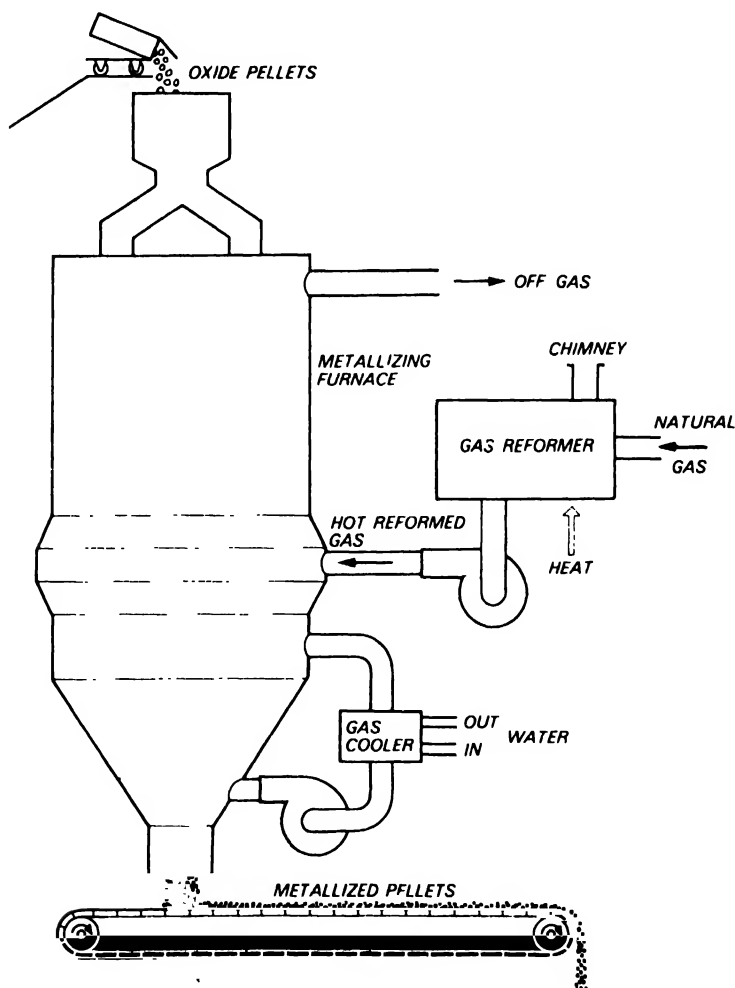 OXIDE PELLETS
OFF GAS
METALLIZING
FURNACE
CHIMNEY
NATURAL
GAS
GAS REFORMER
HOT REFORMED
GAS
HEAT
GAS
COOLER
OUT
IN
WATER
METALLIZED PELLETS